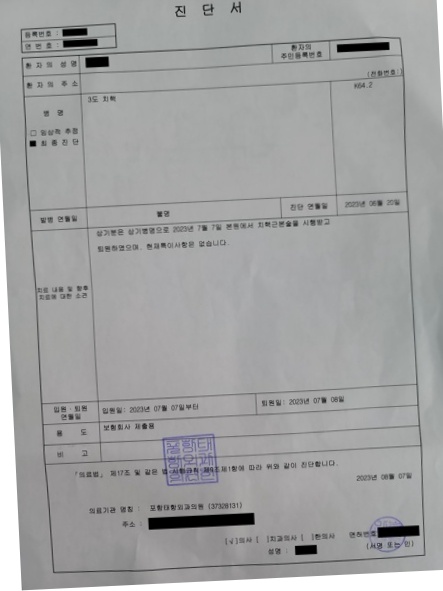 진 단 서
등록번호 :
연 번 호 :
환 자 의 성 명
환 자 의
주민등록번호
환 자 의 주 소
(전화번호:)
병 명
□ 임상적 추정
■ 최 종 진 단
3도 치핵
K64.2
발병 연월일
불명
진단 연월일
2023년 06월 20일
치료 내용 및 향후
치료에 대한 소견
상기분은 상기병명으로 2023년 7월 7일 본원에서 치핵근본술을 시행받고
퇴원하였으며, 현재특이사항은 없습니다.
입원 · 퇴원
연월일
입원일: 2023년 07월 07일부터
퇴원일: 2023년 07월 08일
용 도
보험회사 제출용
비 고
「의료법」 제17조 및 같은 법 시행규칙 제9조제1항에 따라 위와 같이 진단합니다.
2023년 08월 07일
의료기관 명칭 : 포항태항외과의원 (37328131)
주소 :
[√]의사 [ ]치과의사 [ ]한의사 면허번호
성명 :
(서명 또는 인)